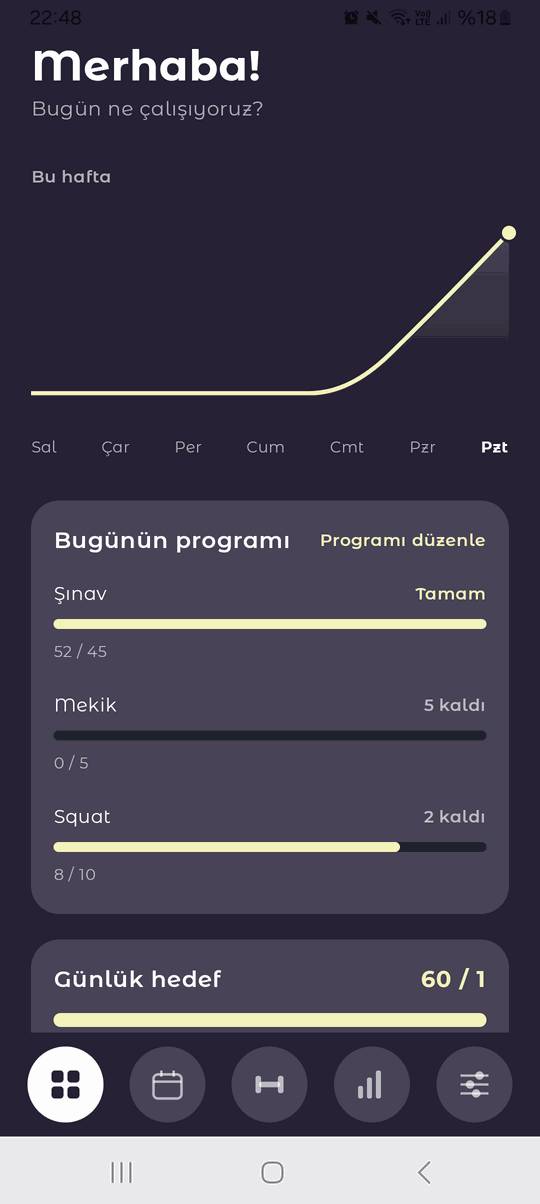 22:48
Voj) LTE %18
Merhaba!
Bugün ne çalışıyoruz?
Bu hafta
Sal Çar Per Cum Cmt Pzr Pzt
Bugünün programı Programı düzenle
Şınav Tamam
52 / 45
Mekik 5 kaldı
0 / 5
Squat 2 kaldı
8 / 10
Günlük hedef 60 / 1